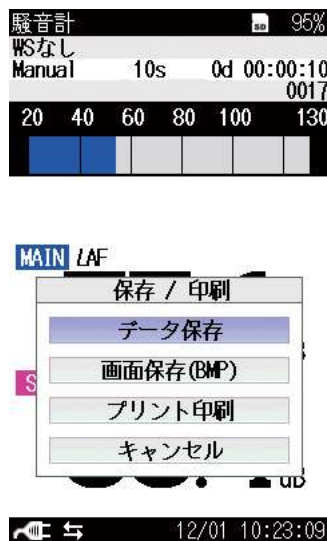 騒音計 95%
WSなし
Manual 10s 0d 00:00:10
0017
20 40 60 80 100 130
MAIN LAF
保存 / 印刷
データ保存
画面保存(BMP)
プリント印刷
キャンセル
S
dB
12/01 10:23:09